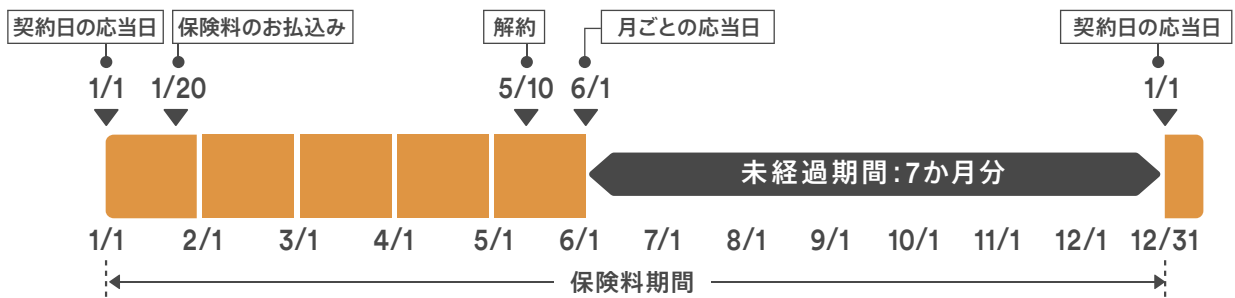 契約日の応当日 保険料のお払込み 解約 月ごとの応当日 契約日の応当日
1/1 1/20 5/10 6/1 1/1
未経過期間:7か月分
1/1 2/1 3/1 4/1 5/1 6/1 7/1 8/1 9/1 10/1 11/1 12/1 12/31
保険料期間